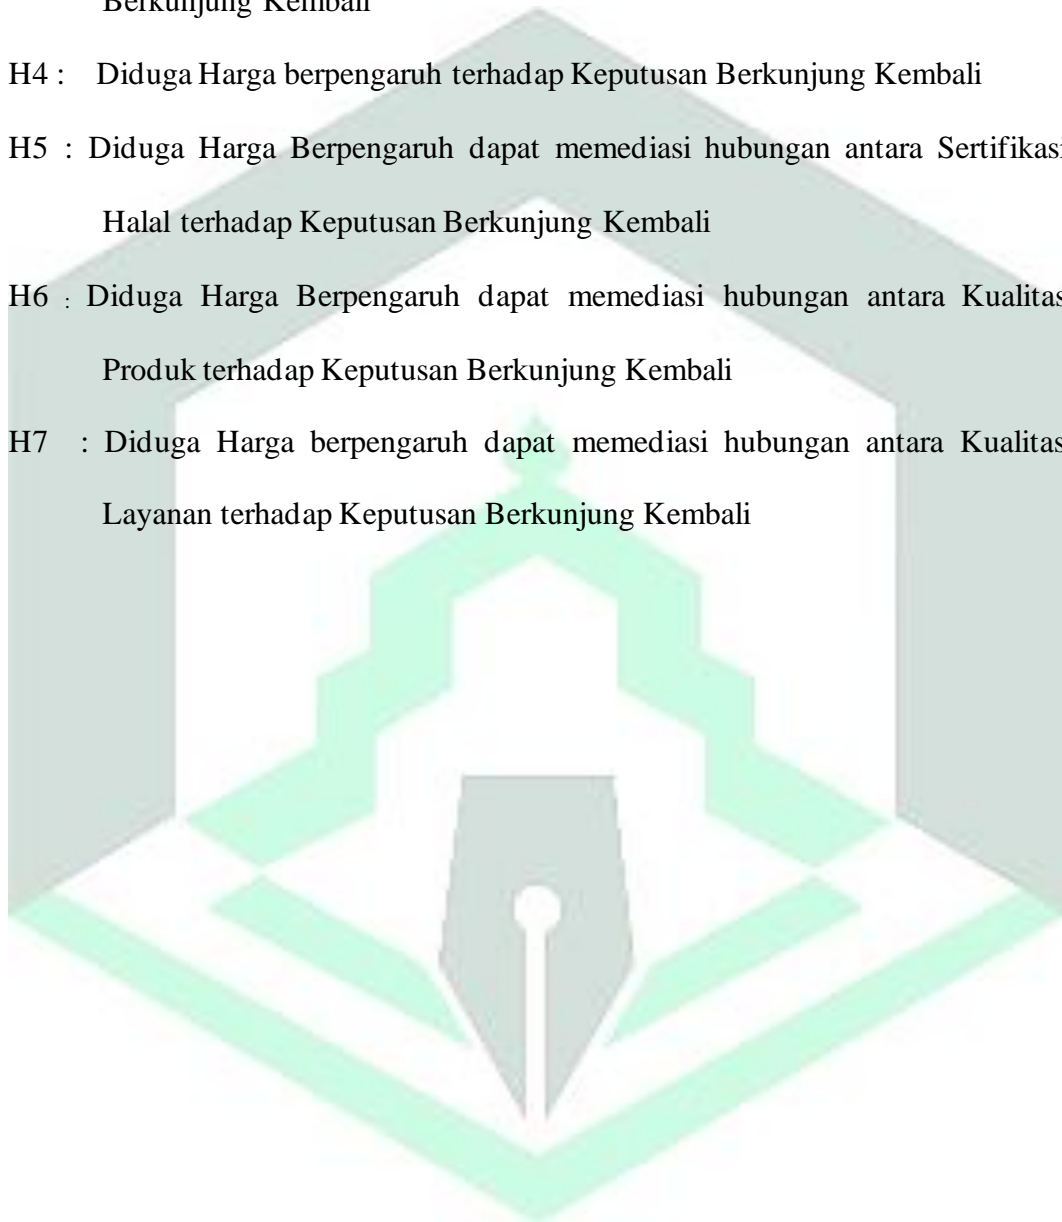 Berkunjung Kembali
H4 : Diduga Harga berpengaruh terhadap Keputusan Berkunjung Kembali
H5 : Diduga Harga Berpengaruh dapat memediasi hubungan antara Sertifikasi
Halal terhadap Keputusan Berkunjung Kembali
H6 : Diduga Harga Berpengaruh dapat memediasi hubungan antara Kualitas
Produk terhadap Keputusan Berkunjung Kembali
H7 : Diduga Harga berpengaruh dapat memediasi hubungan antara Kualitas
Layanan terhadap Keputusan Berkunjung Kembali